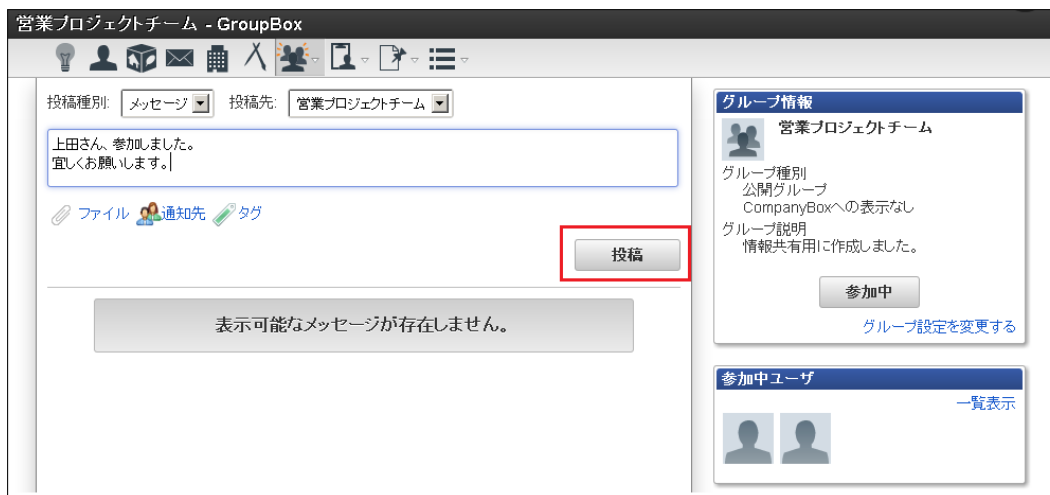 営業プロジェクトチーム - GroupBox
投稿種別: メッセージ 投稿先: 営業プロジェクトチーム
上田さん、参加しました。
宜しくお願いします。
ファイル 通知先 タグ
投稿
表示可能なメッセージが存在しません。
グループ情報
営業プロジェクトチーム
グループ種別
公開グループ
CompanyBoxへの表示なし
グループ説明
情報共有用に作成しました。
参加中
グループ設定を変更する
参加中ユーザ
一覧表示